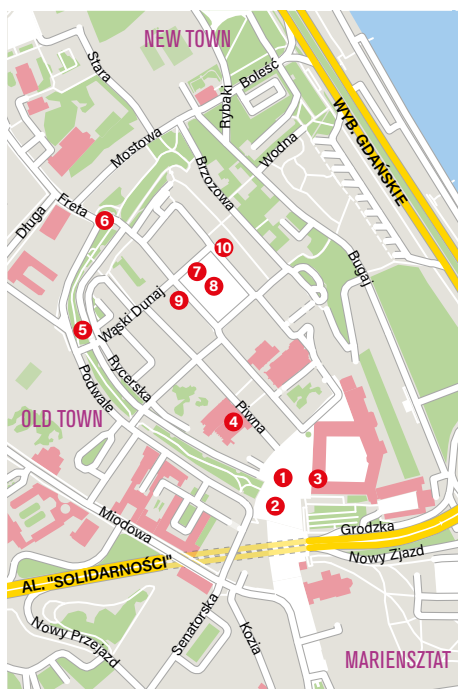 NEW TOWN
Stara
Boleść
Rybaki
WYB. GDAŃSKIE
Mostowa
Wodna
Brzozowa
Freta
Długa
6
Bugaj
10
7
8
9
Wąski Dunaj
5
Rycerska
Podwale
Piwna
4
OLD TOWN
1
3
2
Miodowa
Grodzka
Nowy Zjazd
AL. "SOLIDARNOŚCI"
Senatorska
Nowy Przejazd
Kozia
MARIENSZTAT